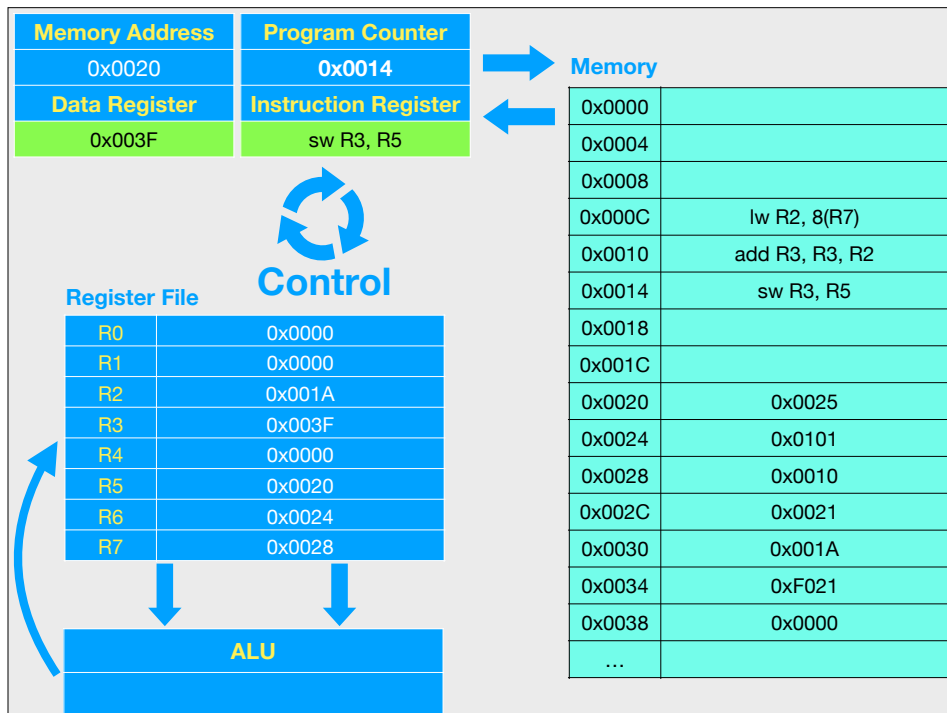 Memory Address Program Counter
0x0020 0x0014
Data Register Instruction Register
0x003F sw R3, R5
Control
Register File
R0 0x0000
R1 0x0000
R2 0x001A
R3 0x003F
R4 0x0000
R5 0x0020
R6 0x0024
R7 0x0028
ALU
Memory
0x0000
0x0004
0x0008
0x000C lw R2, 8(R7)
0x0010 add R3, R3, R2
0x0014 sw R3, R5
0x0018
0x001C
0x0020 0x0025
0x0024 0x0101
0x0028 0x0010
0x002C 0x0021
0x0030 0x001A
0x0034 0xF021
0x0038 0x0000
…